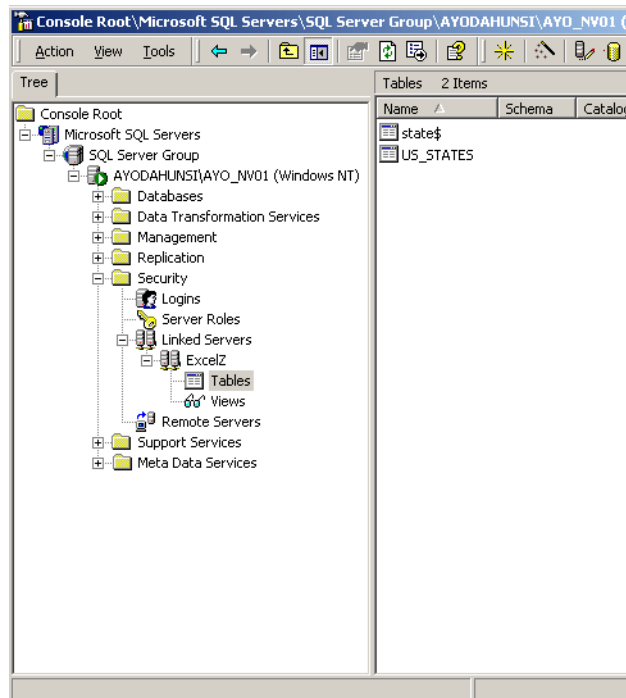 Console Root\Microsoft SQL Servers\SQL Server Group\AYODAHUNSI\AYO_NV01 (
Action View Tools
Tree
Tables 2 Items
Console Root
Microsoft SQL Servers
SQL Server Group
AYODAHUNSI\AYO_NV01 (Windows NT)
Databases
Data Transformation Services
Management
Replication
Security
Logins
Server Roles
Linked Servers
ExcelZ
Tables
Views
Remote Servers
Support Services
Meta Data Services
Name Schema Catalog
state$
US_STATES